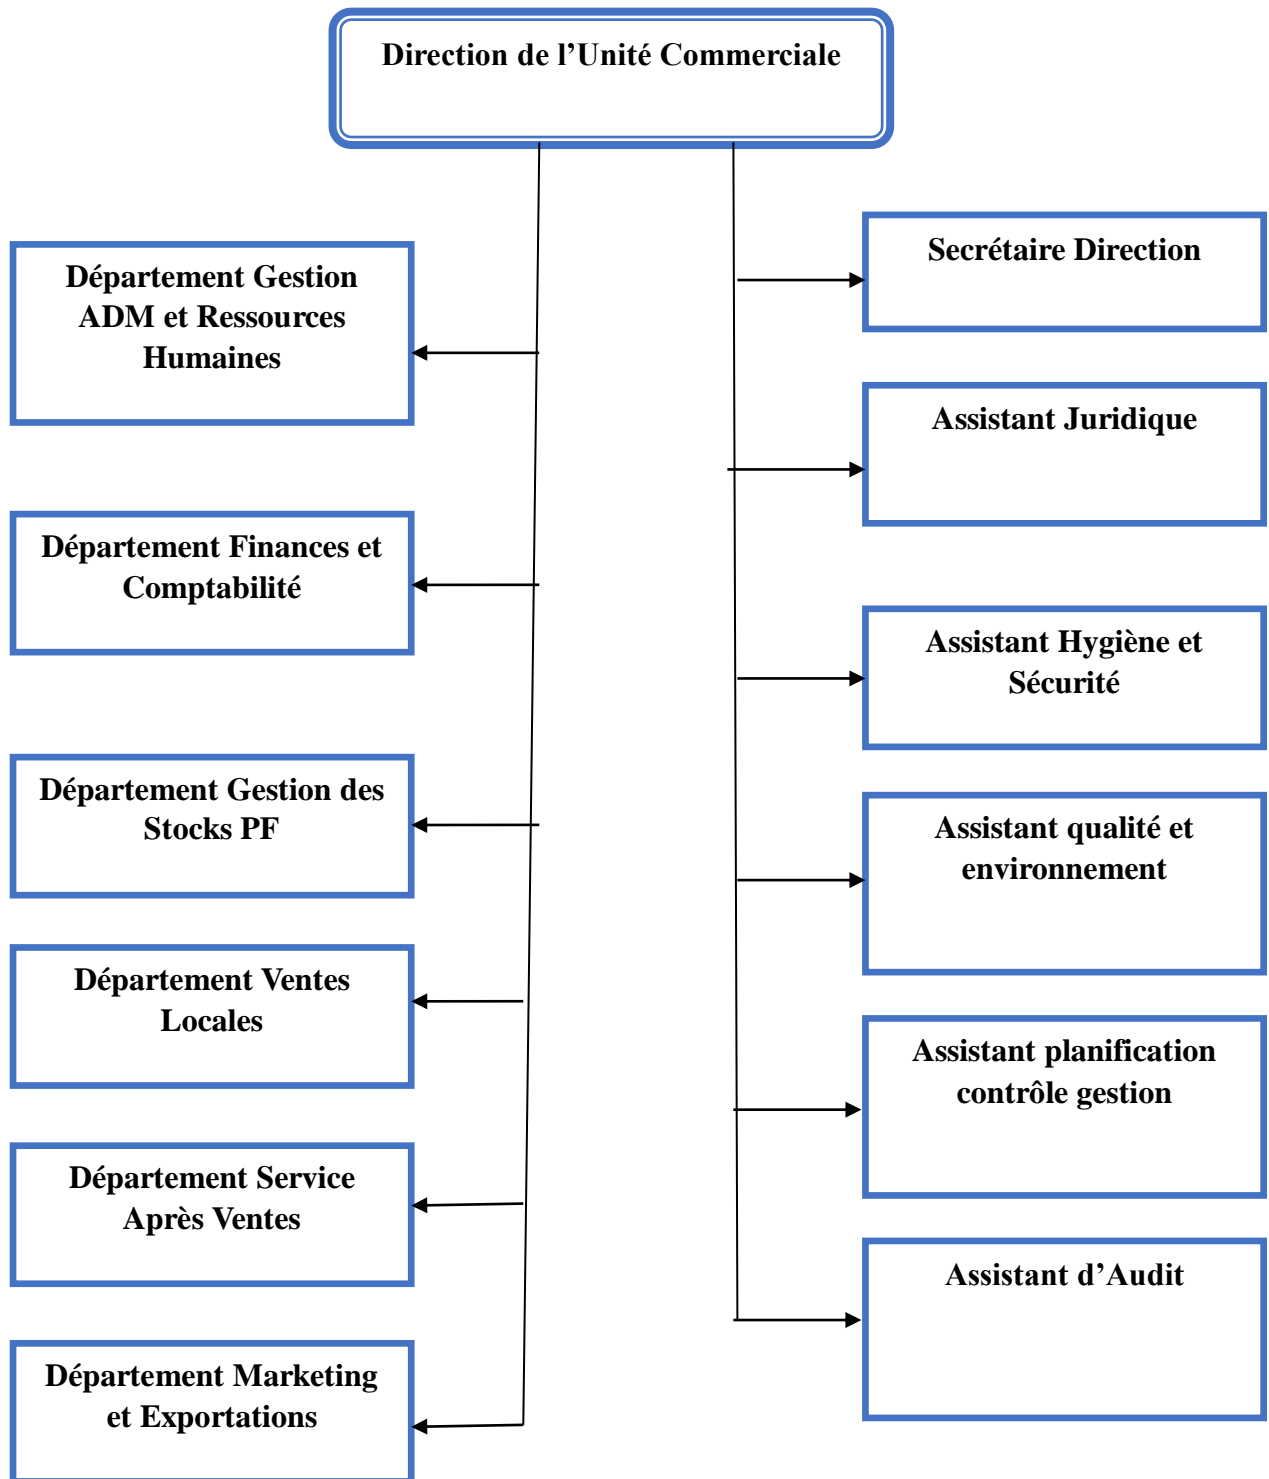 Direction de l’Unité Commerciale
Département Gestion
ADM et Ressources
Humaines
Département Finances et
Comptabilité
Département Gestion des
Stocks PF
Département Ventes
Locales
Département Service
Après Ventes
Département Marketing
et Exportations
Secrétaire Direction
Assistant Juridique
Assistant Hygiène et
Sécurité
Assistant qualité et
environnement
Assistant planification
contrôle gestion
Assistant d’Audit